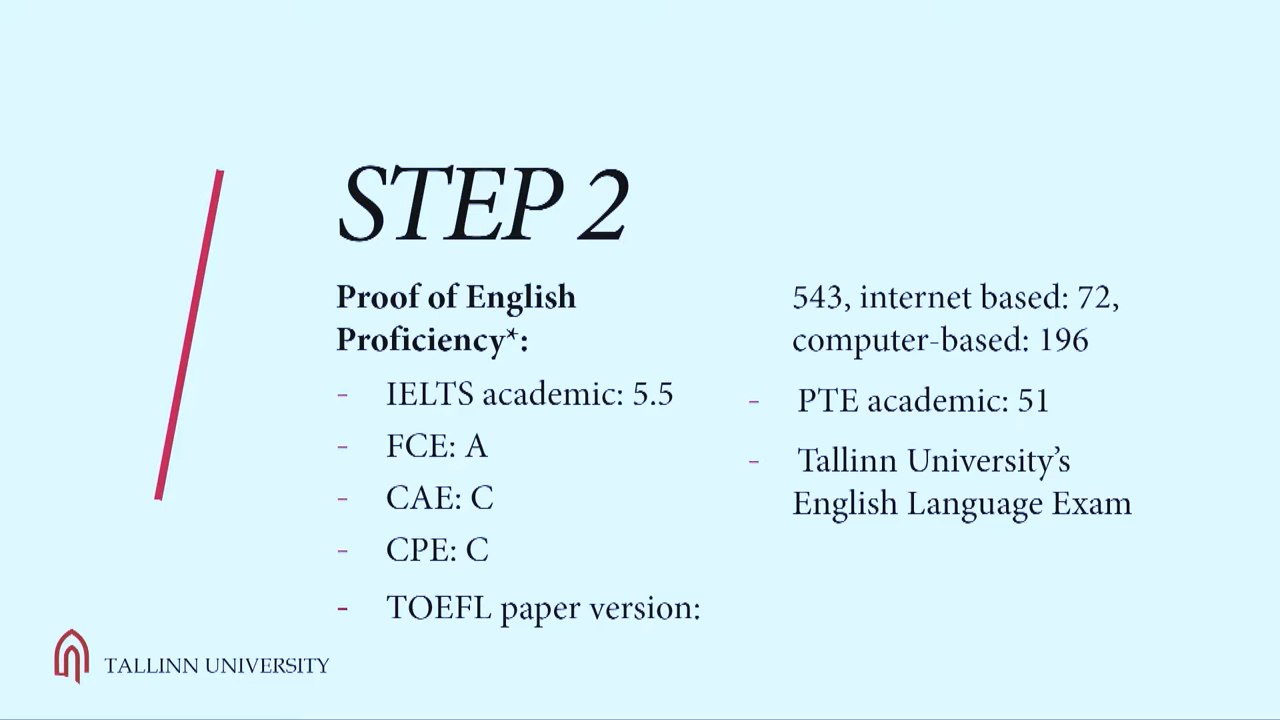 STEP 2
Proof of English
Proficiency*:
- IELTS academic: 5.5
- FCE: A
- CAE: C
- CPE: C
- TOEFL paper version:
543, internet based: 72,
computer-based: 196
- PTE academic: 51
- Tallinn University’s
English Language Exam
TALLINN UNIVERSITY